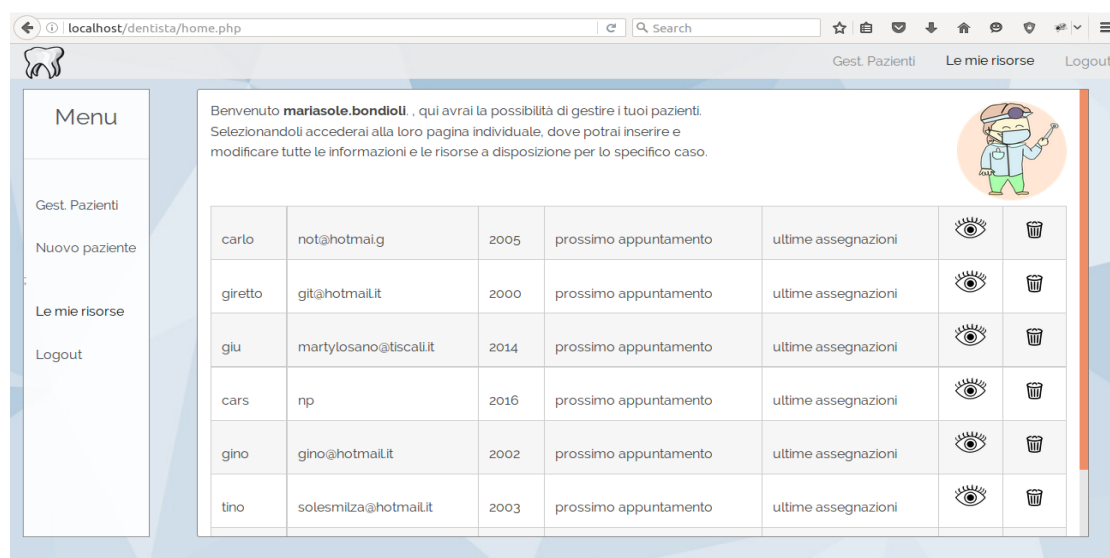 localhost/dentista/home.php
Search
Gest. Pazienti Le mie risorse Logout
Menu
Gest. Pazienti
Nuovo paziente
;
Le mie risorse
Logout
Benvenuto mariasole.bondioli. , qui avrai la possibilità di gestire i tuoi pazienti.
Selezionandoli accederai alla loro pagina individuale, dove potrai inserire e
modificare tutte le informazioni e le risorse a disposizione per lo specifico caso.
carlo not@hotmai.g 2005 prossimo appuntamento ultime assegnazioni
giretto git@hotmail.it 2000 prossimo appuntamento ultime assegnazioni
giu martylosano@tiscali.it 2014 prossimo appuntamento ultime assegnazioni
cars np 2016 prossimo appuntamento ultime assegnazioni
gino gino@hotmail.it 2002 prossimo appuntamento ultime assegnazioni
tino solesmilza@hotmail.it 2003 prossimo appuntamento ultime assegnazioni